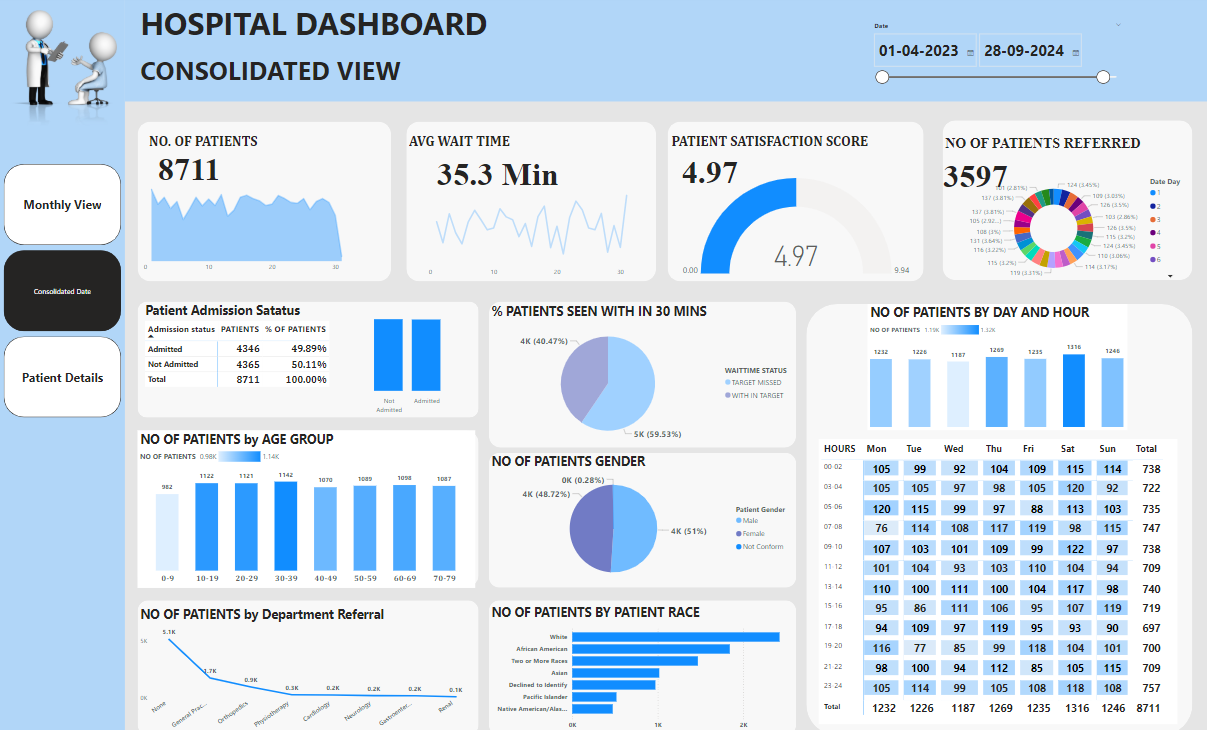 HOSPITAL DASHBOARD
CONSOLIDATED VIEW
Date
01-04-2023 28-09-2024
Monthly View
Consolidated Date
Patient Details
NO. OF PATIENTS
8711
0 10 20 30
AVG WAIT TIME
35.3 Min
0 10 20 30
PATIENT SATISFACTION SCORE
4.97
4.97
0.00 9.94
NO OF PATIENTS REFERRED
3597
Date Day
1
2
3
4
5
6
124 (3.45%)
109 (3.03%)
126 (3.5%)
103 (2.86%)
126 (3.5%)
115 (3.2%)
124 (3.45%)
110 (3.06%)
114 (3.17%)
119 (3.31%)
115 (3.2%)
116 (3.22%)
131 (3.64%)
108 (3%)
105 (2.92...)
137 (3.81%)
137 (3.81%)
101 (2.81%)
Patient Admission Satatus
Admission status PATIENTS % OF PATIENTS
Admitted 4346 49.89%
Not Admitted 4365 50.11%
Total 8711 100.00%
Not Admitted
Admitted
% PATIENTS SEEN WITH IN 30 MINS
4K (40.47%)
5K (59.53%)
WAITTIME STATUS
TARGET MISSED
WITH IN TARGET
NO OF PATIENTS BY DAY AND HOUR
NO OF PATIENTS 1.19K 1.32K
1232 1226 1187 1269 1235 1316 1246
HOURS Mon Tue Wed Thu Fri Sat Sun Total
00-02 105 99 92 104 109 115 114 738
03-04 105 105 97 98 105 120 92 722
05-06 120 115 99 97 88 113 103 735
07-08 76 114 108 117 119 98 115 747
09-10 107 103 101 109 99 122 97 738
11-12 101 104 93 103 110 104 94 709
13-14 110 100 111 100 104 117 98 740
15-16 95 86 111 106 95 107 119 719
17-18 94 109 97 119 95 93 90 697
19-20 116 77 85 99 118 104 101 700
21-22 98 100 94 112 85 105 115 709
23-24 105 114 99 105 108 118 108 757
Total 1232 1226 1187 1269 1235 1316 1246 8711
NO OF PATIENTS by AGE GROUP
NO OF PATIENTS 0.98K 1.14K
982 1122 1121 1142 1070 1089 1098 1087
0-9 10-19 20-29 30-39 40-49 50-59 60-69 70-79
NO OF PATIENTS GENDER
0K (0.28%)
4K (48.72%)
4K (51%)
Patient Gender
Male
Female
Not Conform
NO OF PATIENTS by Department Referral
5K
0K
5.1K 1.7K 0.9K 0.3K 0.2K 0.2K 0.2K 0.1K
None General Prac... Orthopedics Physiotherapy Cardiology Neurology Gastroenter... Renal
NO OF PATIENTS BY PATIENT RACE
White
African American
Two or More Races
Asian
Declined to Identify
Pacific Islander
Native American/Alas...
0K 1K 2K